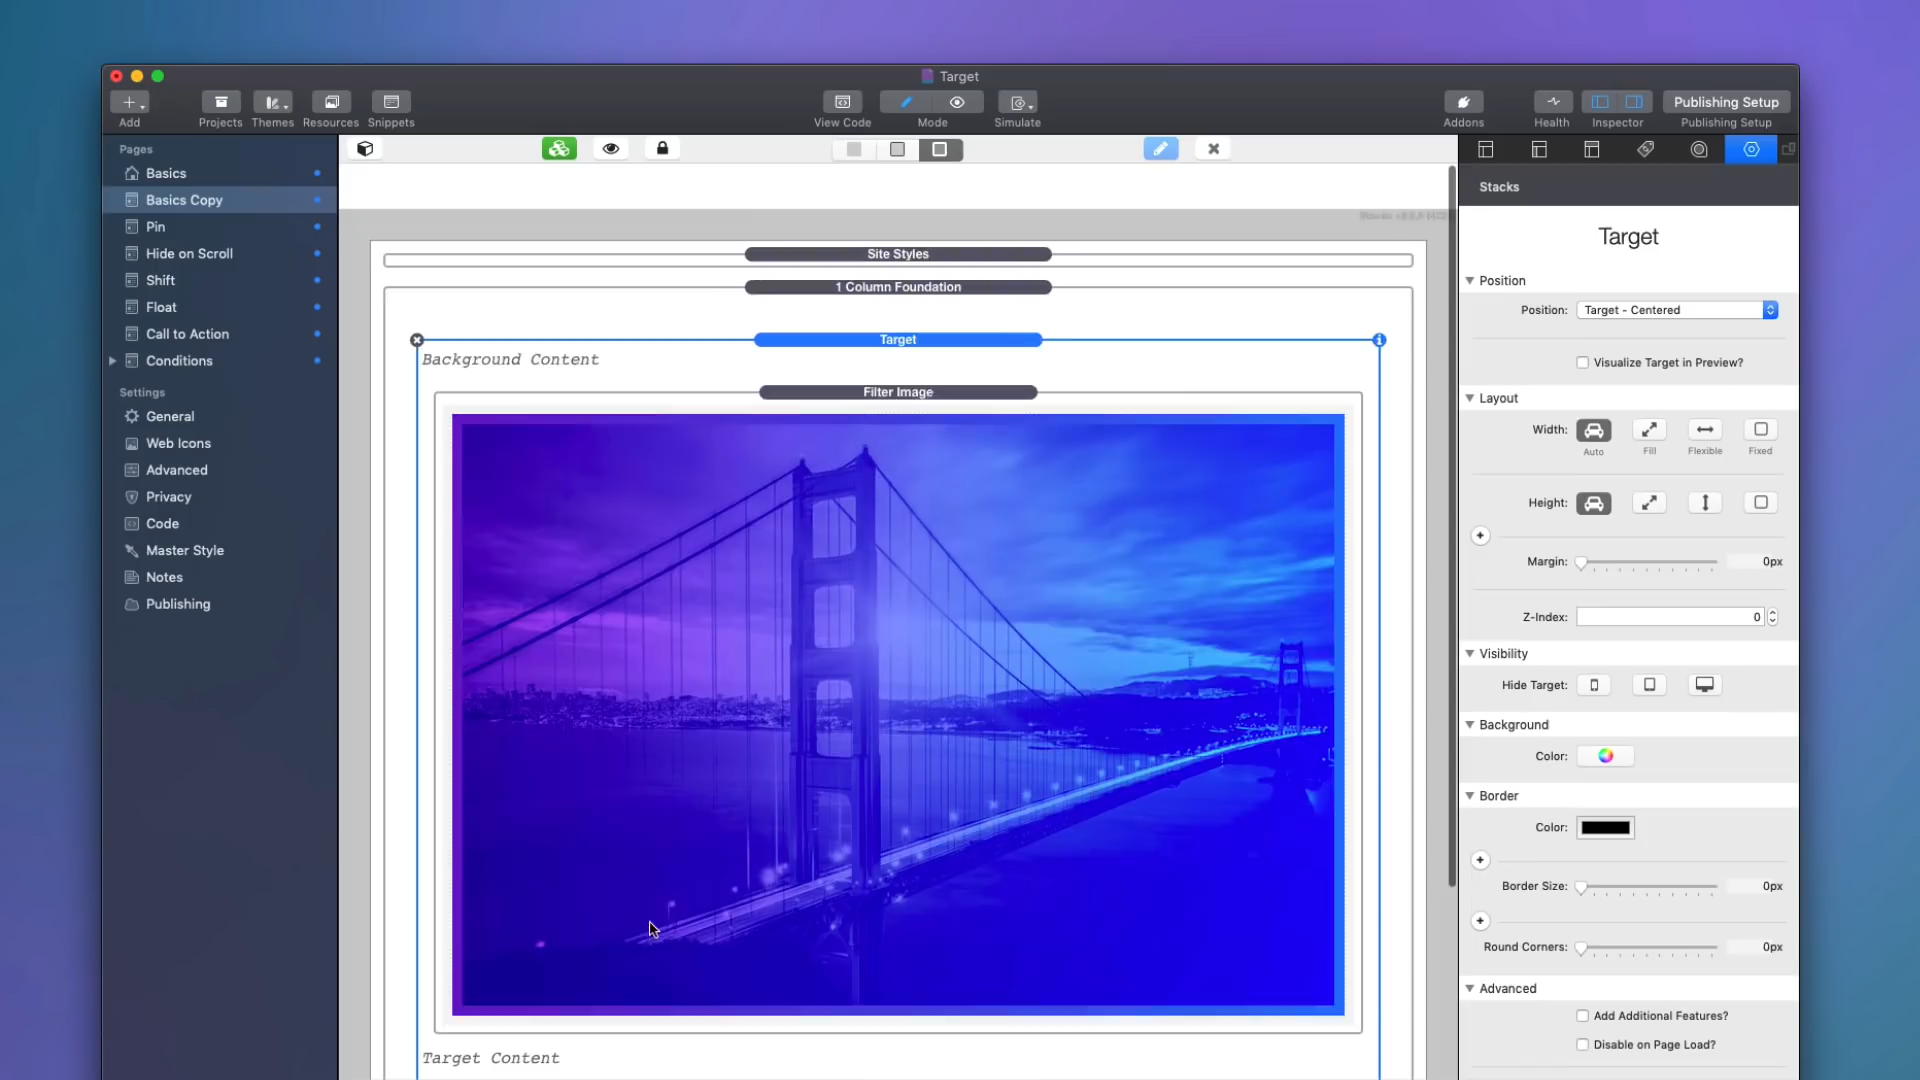 Target
Add
Projects
Themes
Resources
Snippets
View Code
Mode
Simulate
Addons
Health
Inspector
Publishing Setup
Publishing Setup
Pages
Basics
Basics Copy
Pin
Hide on Scroll
Shift
Float
Call to Action
Conditions
Settings
General
Web Icons
Advanced
Privacy
Code
Master Style
Notes
Publishing
Site Styles
1 Column Foundation
Target
Background Content
Filter Image
Target Content
Stacks
Target
Position
Position: Target - Centered
Visualize Target in Preview?
Layout
Width:
Auto Fill Flexible Fixed
Height:
Margin: 0px
Z-Index: 0
Visibility
Hide Target:
Background
Color:
Border
Color:
Border Size: 0px
Round Corners: 0px
Advanced
Add Additional Features?
Disable on Page Load?